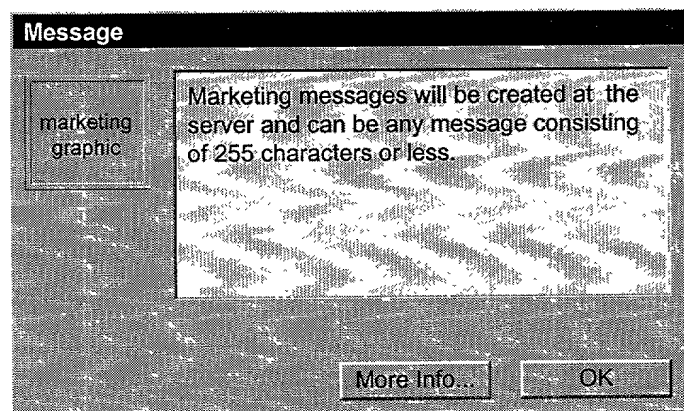 Message
marketing
graphic
Marketing messages will be created at the
server and can be any message consisting
of 255 characters or less.
More Info...
OK